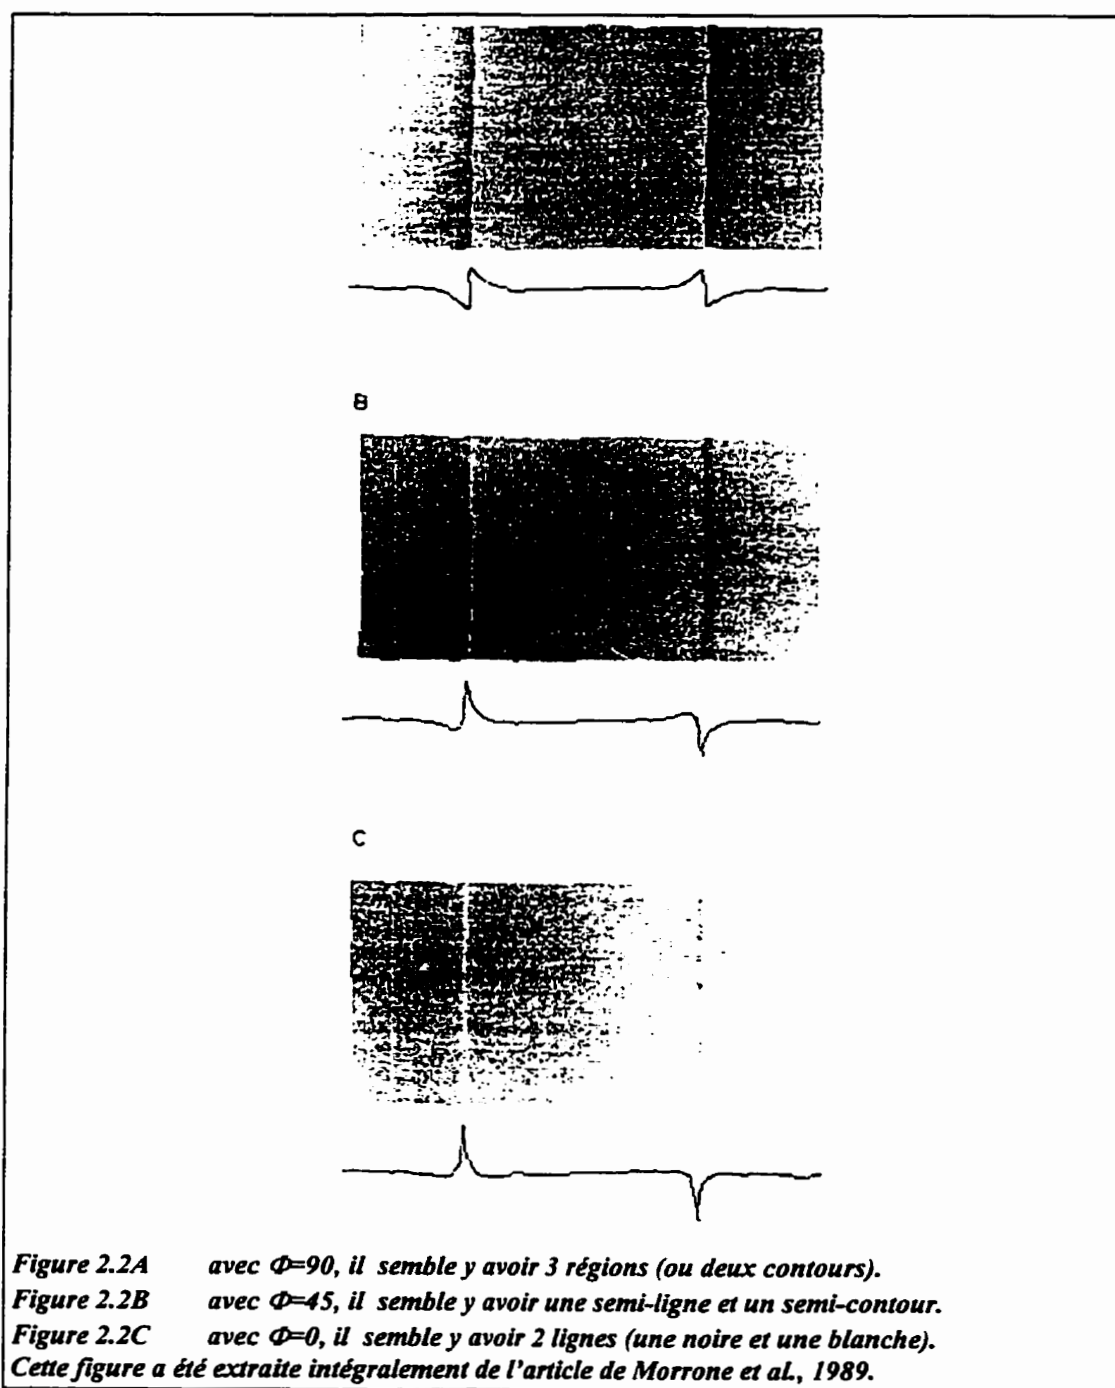 B
C
Figure 2.2A avec Φ=90, il semble y avoir 3 régions (ou deux contours).
Figure 2.2B avec Φ=45, il semble y avoir une semi-ligne et un semi-contour.
Figure 2.2C avec Φ=0, il semble y avoir 2 lignes (une noire et une blanche).
Cette figure a été extraite intégralement de l'article de Morrone et al., 1989.